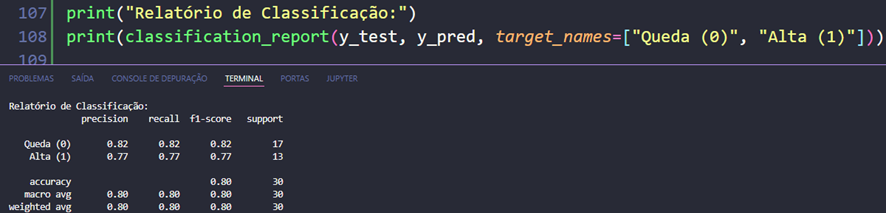 107 print("Relatório de Classificação:")
108 print(classification_report(y_test, y_pred, target_names=["Queda (0)", "Alta (1)"]))
109
PROBLEMAS SAÍDA CONSOLE DE DEPURAÇÃO TERMINAL PORTAS JUPYTER
Relatório de Classificação:
precision recall f1-score support
Queda (0) 0.82 0.82 0.82 17
Alta (1) 0.77 0.77 0.77 13
accuracy 0.80 30
macro avg 0.80 0.80 0.80 30
weighted avg 0.80 0.80 0.80 30